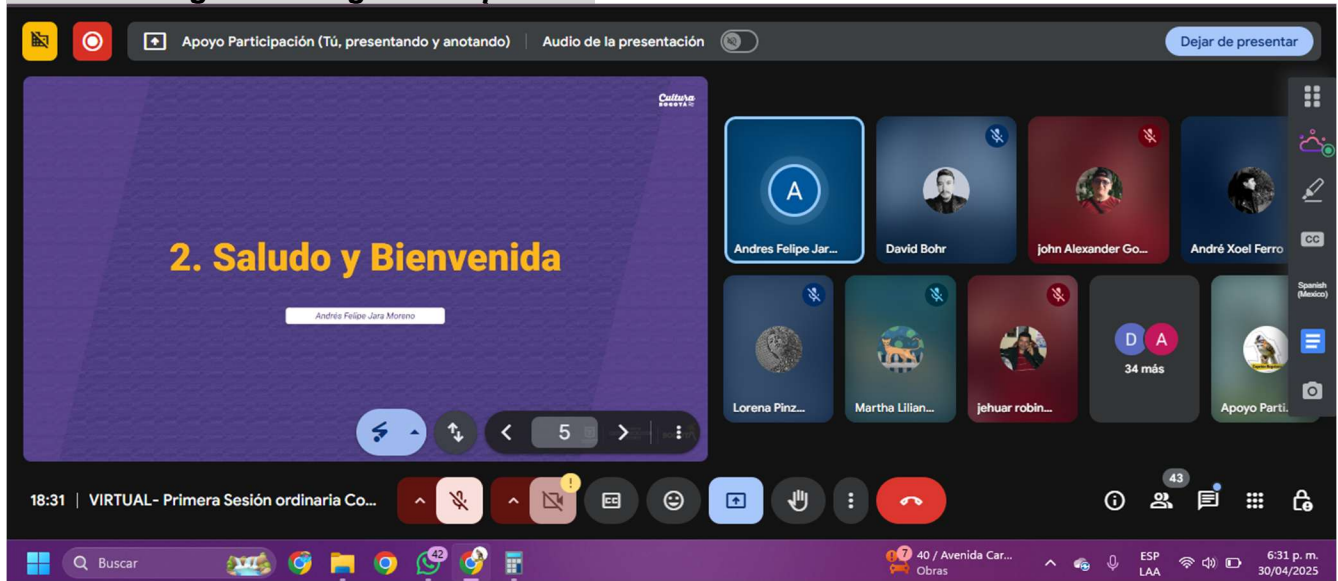 Apoyo Participación (Tú, presentando y anotando)
Audio de la presentación
Dejar de presentar
Cultura
BOGOTÁ
2. Saludo y Bienvenida
Andrés Felipe Jara Moreno
5
A
Andres Felipe Jar...
David Bohr
john Alexander Go...
André Xoel Ferro
Lorena Pinz...
Martha Lilian...
jehuar robin...
D A
34 más
Apoyo Parti...
CC
Spanish
(Mexico)
18:31 | VIRTUAL- Primera Sesión ordinaria Co...
43
Buscar
42
7
40 / Avenida Car...
Obras
ESP
LAA
6:31 p. m.
30/04/2025